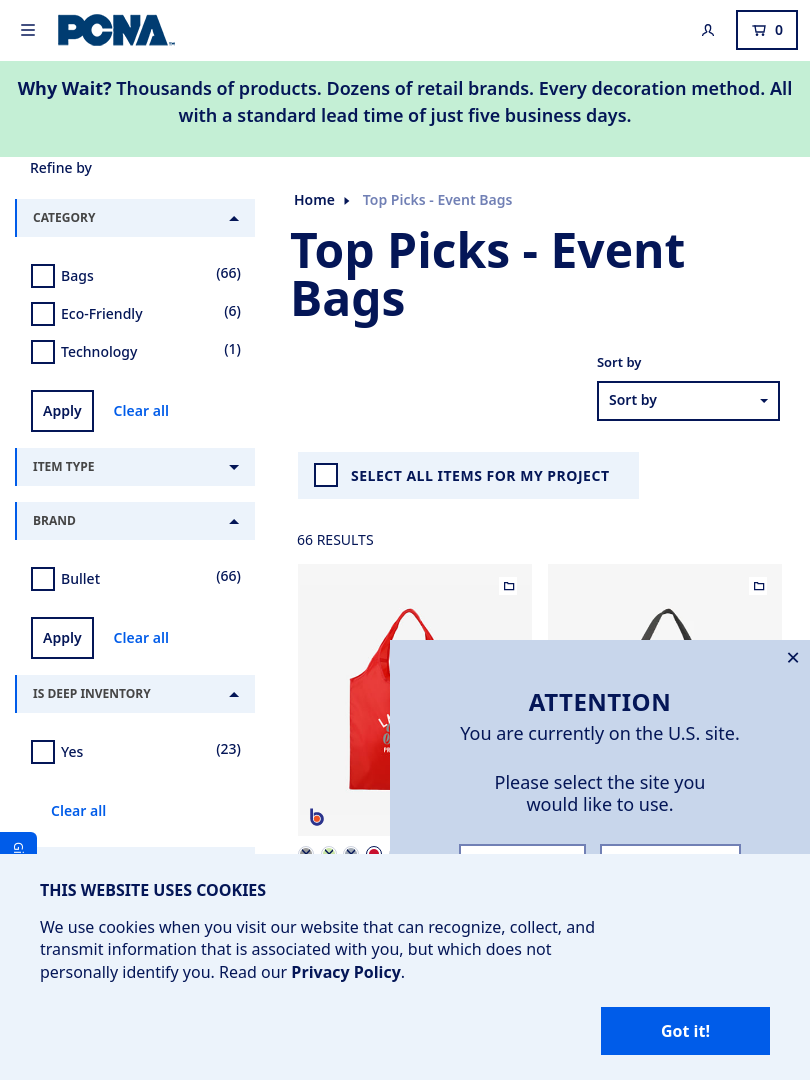 PCNA
0
Why Wait? Thousands of products. Dozens of retail brands. Every decoration method. All
with a standard lead time of just five business days.
Refine by
CATEGORY
Bags (66)
Eco-Friendly (6)
Technology (1)
Apply Clear all
ITEM TYPE
BRAND
Bullet (66)
Apply Clear all
IS DEEP INVENTORY
Yes (23)
Clear all
Home Top Picks - Event Bags
Top Picks - Event
Bags
Sort by
Sort by
SELECT ALL ITEMS FOR MY PROJECT
66 RESULTS
b
ATTENTION
You are currently on the U.S. site.
Please select the site you
would like to use.
THIS WEBSITE USES COOKIES
We use cookies when you visit our website that can recognize, collect, and
transmit information that is associated with you, but which does not
personally identify you. Read our Privacy Policy.
Got it!